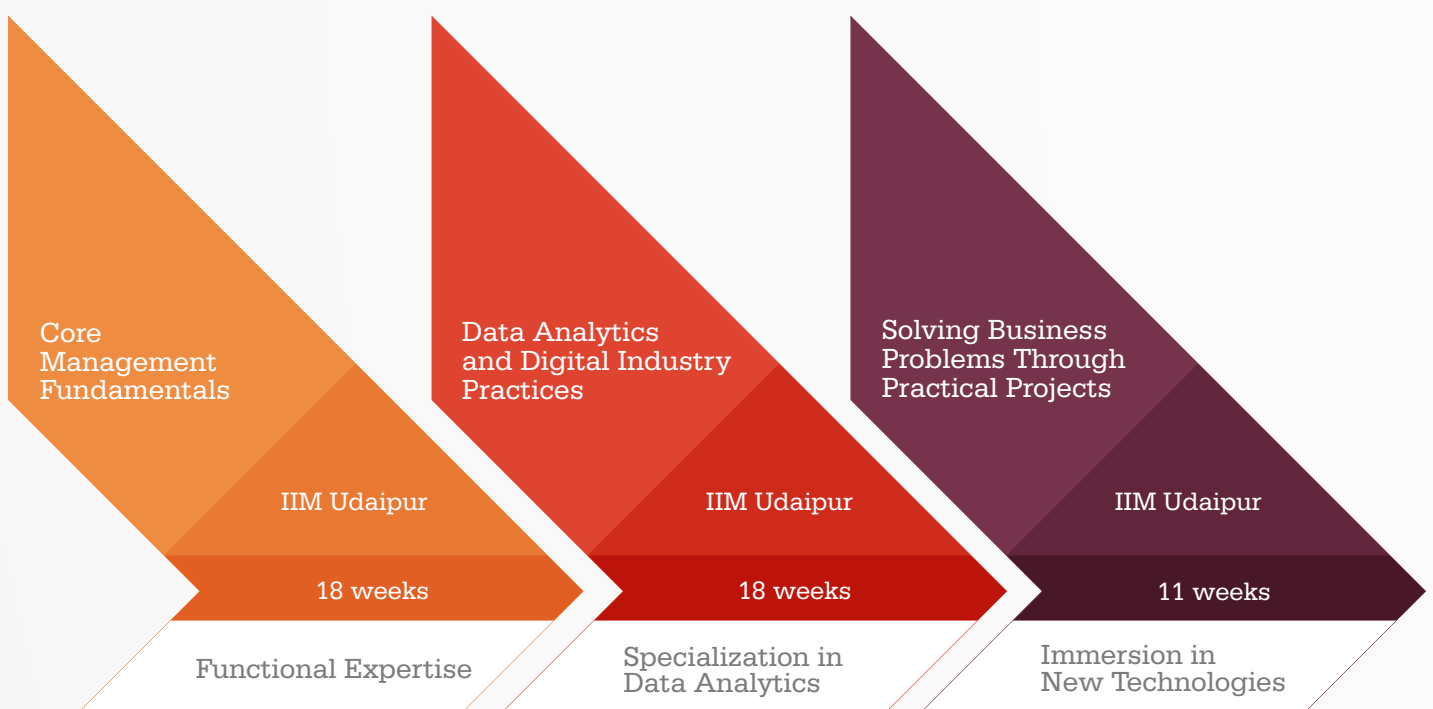 Core
Management
Fundamentals
IIM Udaipur
18 weeks
Functional Expertise
Data Analytics
and Digital Industry
Practices
IIM Udaipur
18 weeks
Specialization in
Data Analytics
Solving Business
Problems Through
Practical Projects
IIM Udaipur
11 weeks
Immersion in
New Technologies